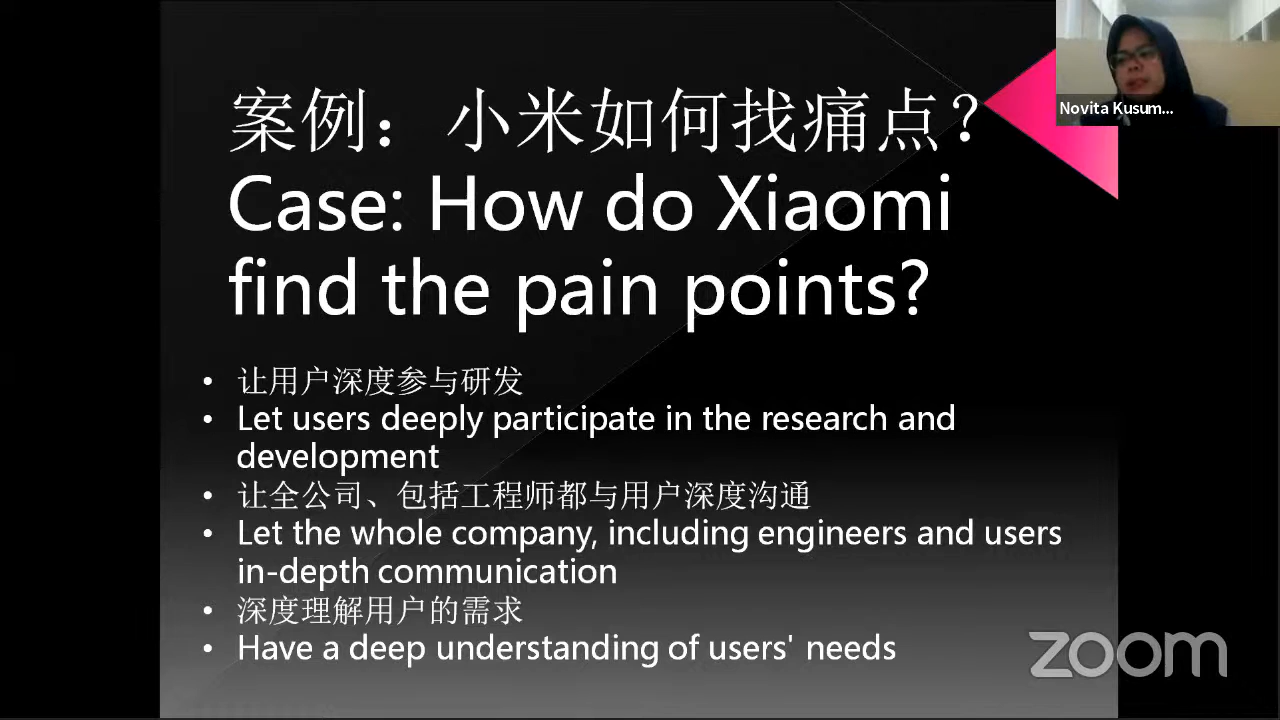 案例：小米如何找痛点？
Case: How do Xiaomi
find the pain points?
• 让用户深度参与研发
• Let users deeply participate in the research and
development
• 让全公司、包括工程师都与用户深度沟通
• Let the whole company, including engineers and users
in-depth communication
• 深度理解用户的需求
• Have a deep understanding of users' needs
Novita Kusum...
zoom